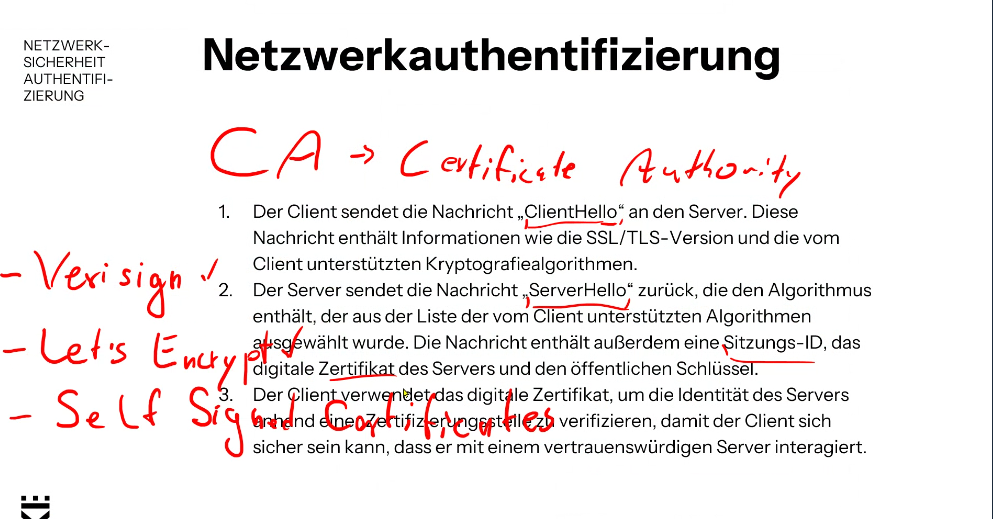 NETZWERK-
SICHERHEIT
AUTHENTIFI-
ZIERUNG
Netzwerkauthentifizierung
CA → Certificate Authority
1. Der Client sendet die Nachricht „ClientHello“ an den Server. Diese
Nachricht enthält Informationen wie die SSL/TLS-Version und die vom
Client unterstützten Kryptografiealgorithmen.
- Verisign ✓
2. Der Server sendet die Nachricht „ServerHello“ zurück, die den Algorithmus
enthält, der aus der Liste der vom Client unterstützten Algorithmen
ausgewählt wurde. Die Nachricht enthält außerdem eine Sitzungs-ID, das
- Let's Encrypt ✓
digitale Zertifikat des Servers und den öffentlichen Schlüssel.
3. Der Client verwendet das digitale Zertifikat, um die Identität des Servers
- Self Signed Certificates
anhand einer Zertifizierungsstelle zu verifizieren, damit der Client sich
sicher sein kann, dass er mit einem vertrauenswürdigen Server interagiert.